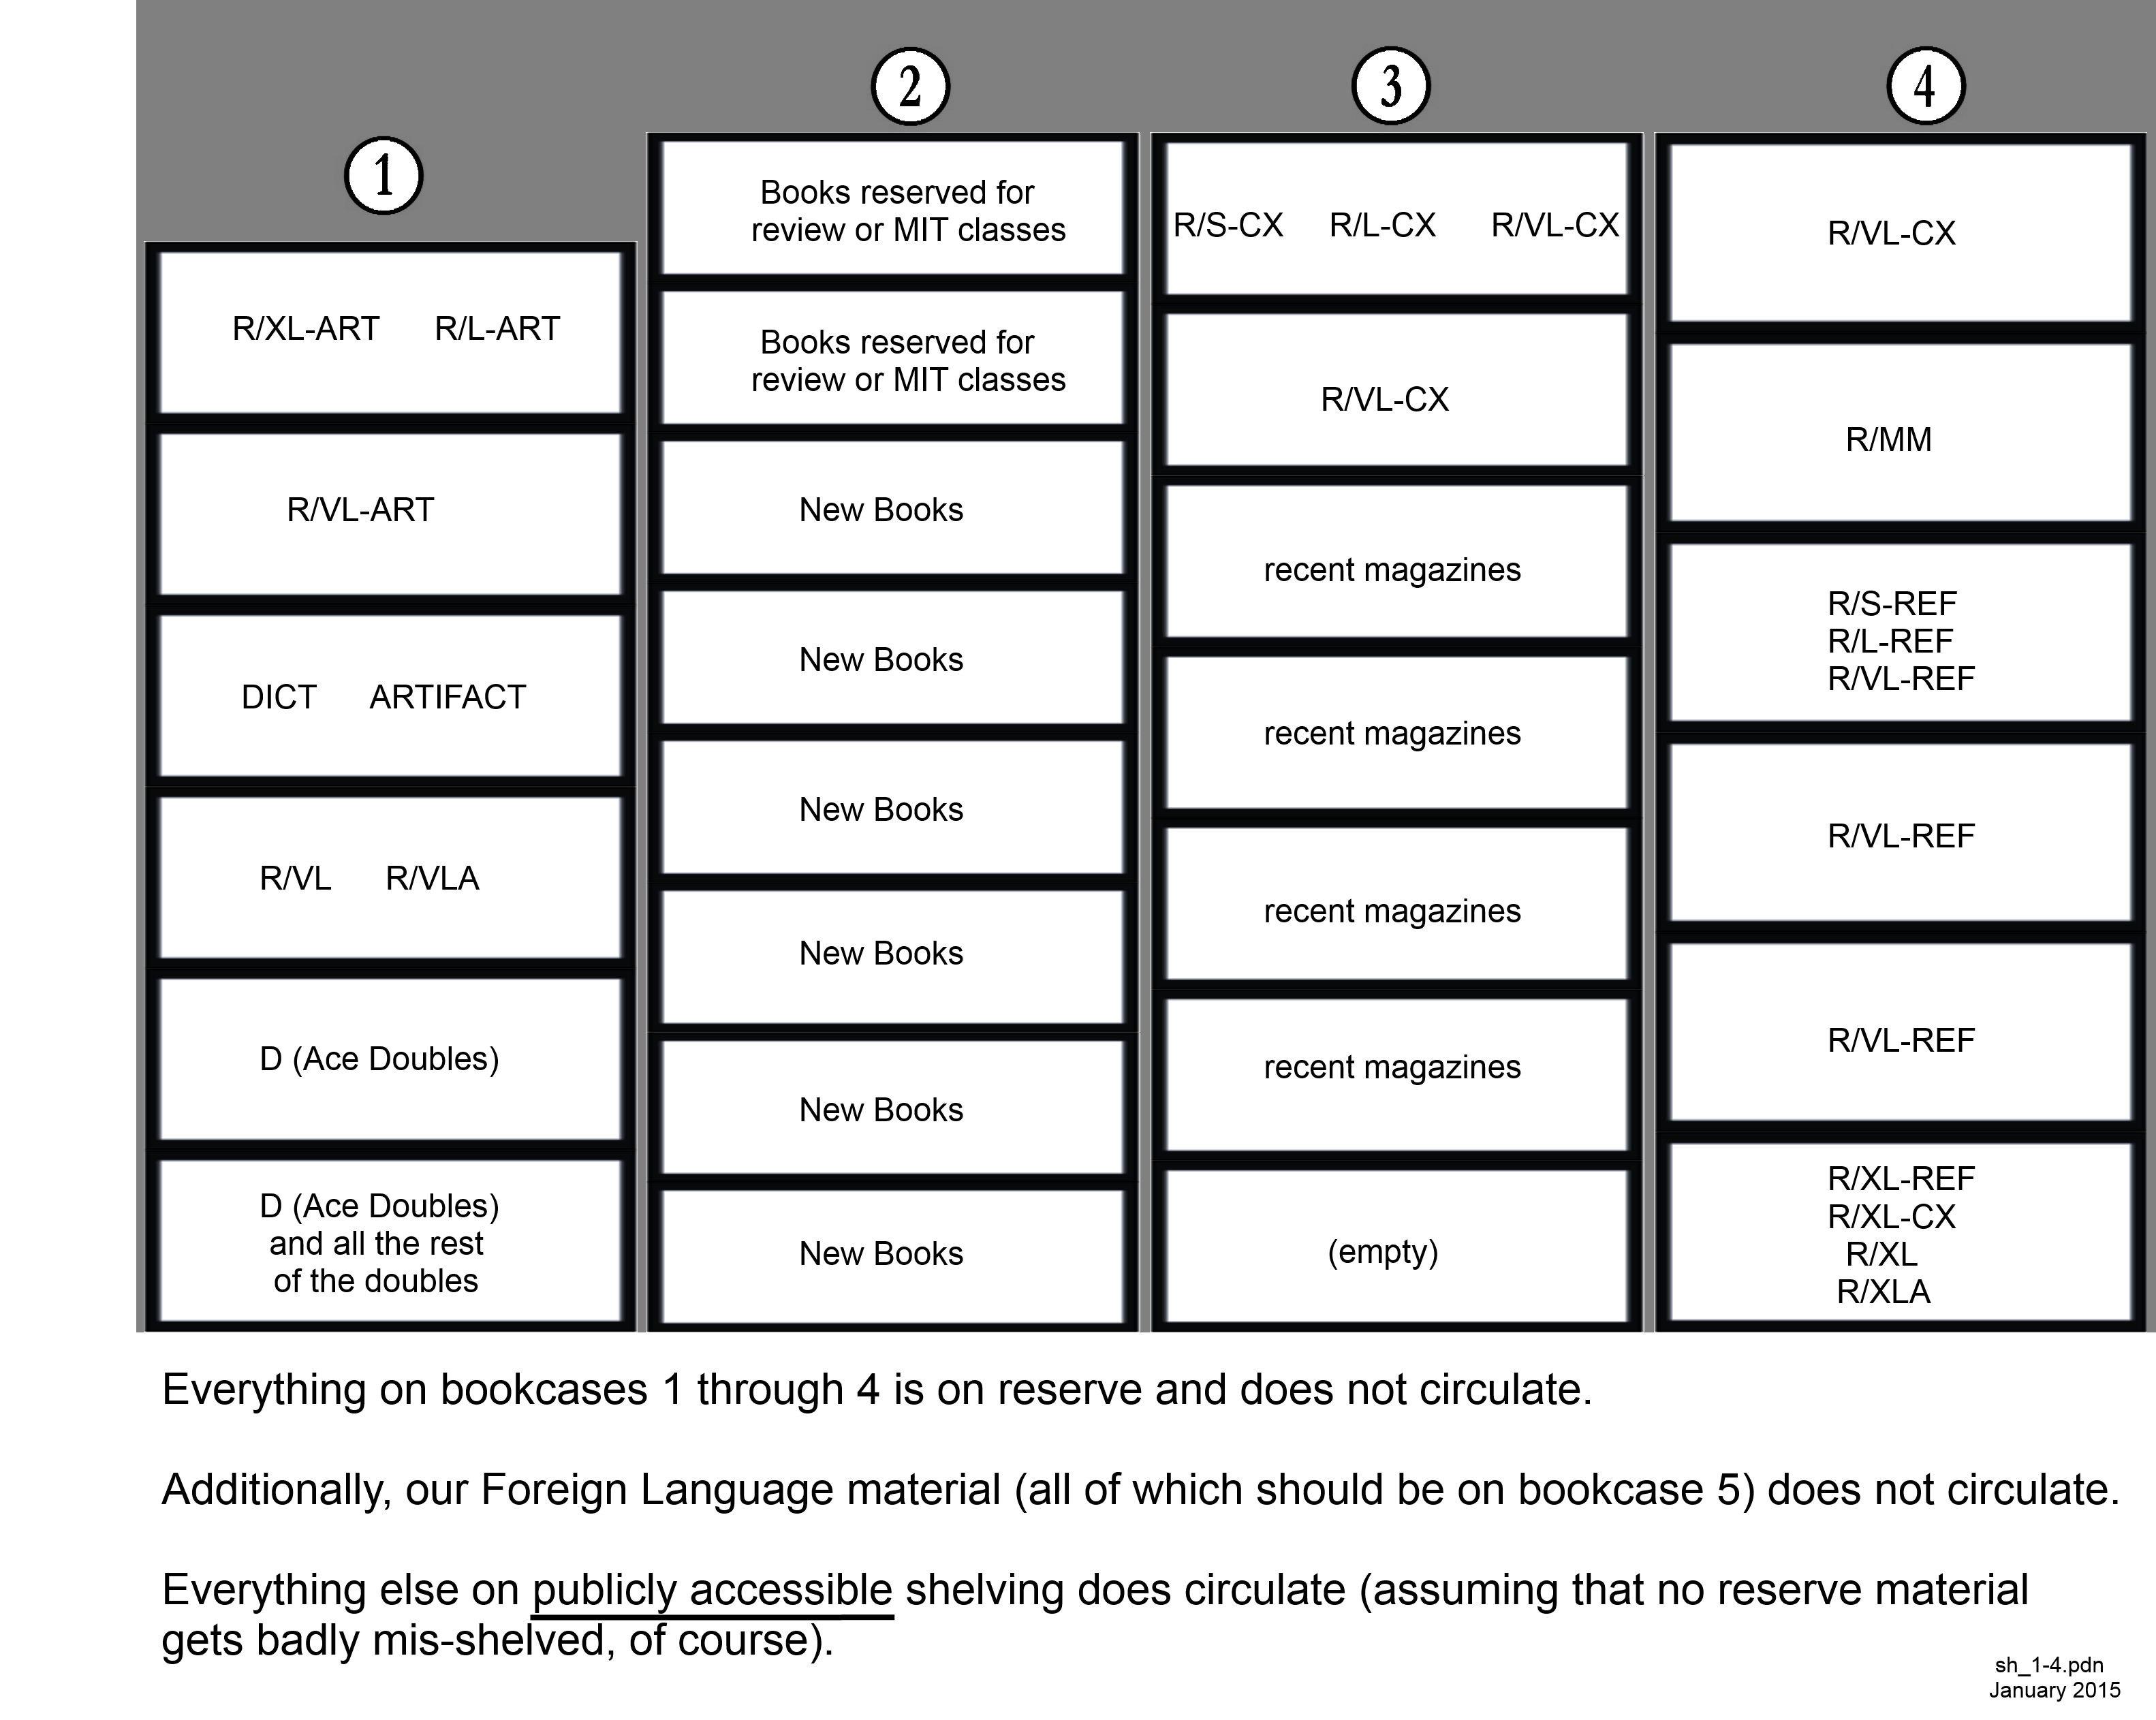 1
R/XL-ART R/L-ART
R/VL-ART
DICT ARTIFACT
R/VL R/VLA
D (Ace Doubles)
D (Ace Doubles)
and all the rest
of the doubles
2
Books reserved for
review or MIT classes
Books reserved for
review or MIT classes
New Books
New Books
New Books
New Books
New Books
New Books
3
R/S-CX R/L-CX R/VL-CX
R/VL-CX
recent magazines
recent magazines
recent magazines
recent magazines
(empty)
4
R/VL-CX
R/MM
R/S-REF
R/L-REF
R/VL-REF
R/VL-REF
R/VL-REF
R/XL-REF
R/XL-CX
R/XL
R/XLA
Everything on bookcases 1 through 4 is on reserve and does not circulate.
Additionally, our Foreign Language material (all of which should be on bookcase 5) does not circulate.
Everything else on publicly accessible shelving does circulate (assuming that no reserve material
gets badly mis-shelved, of course).
sh_1-4.pdn
January 2015